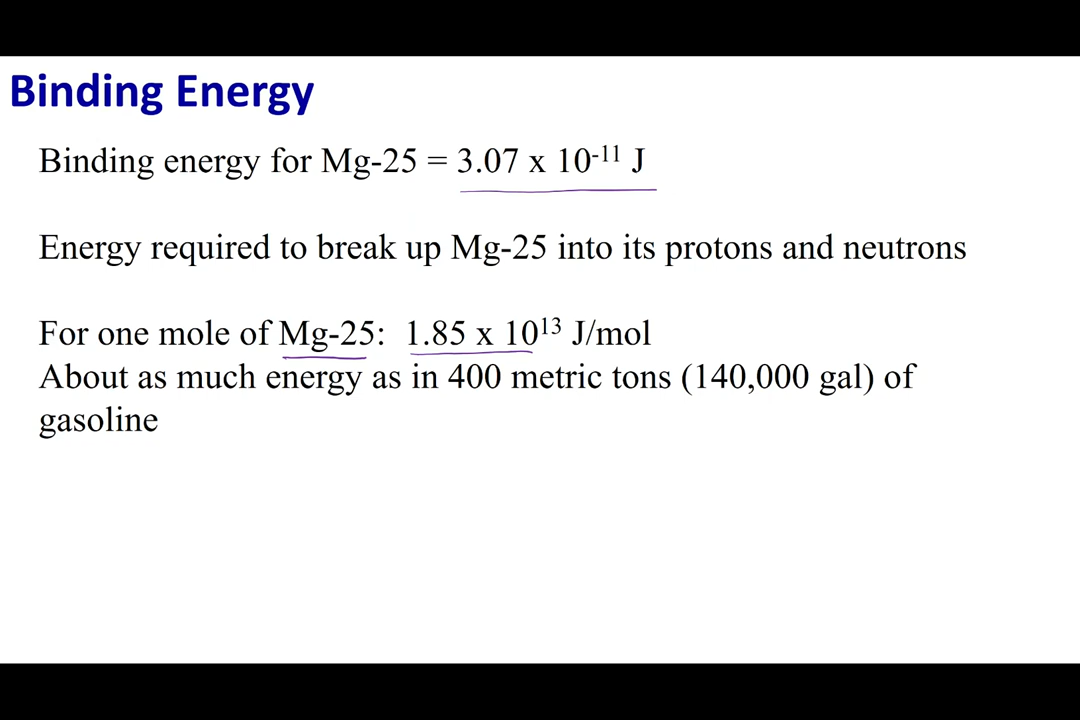 Binding Energy
Binding energy for Mg-25 = 3.07 x 10⁻¹¹ J
Energy required to break up Mg-25 into its protons and neutrons
For one mole of Mg-25: 1.85 x 10¹³ J/mol
About as much energy as in 400 metric tons (140,000 gal) of
gasoline